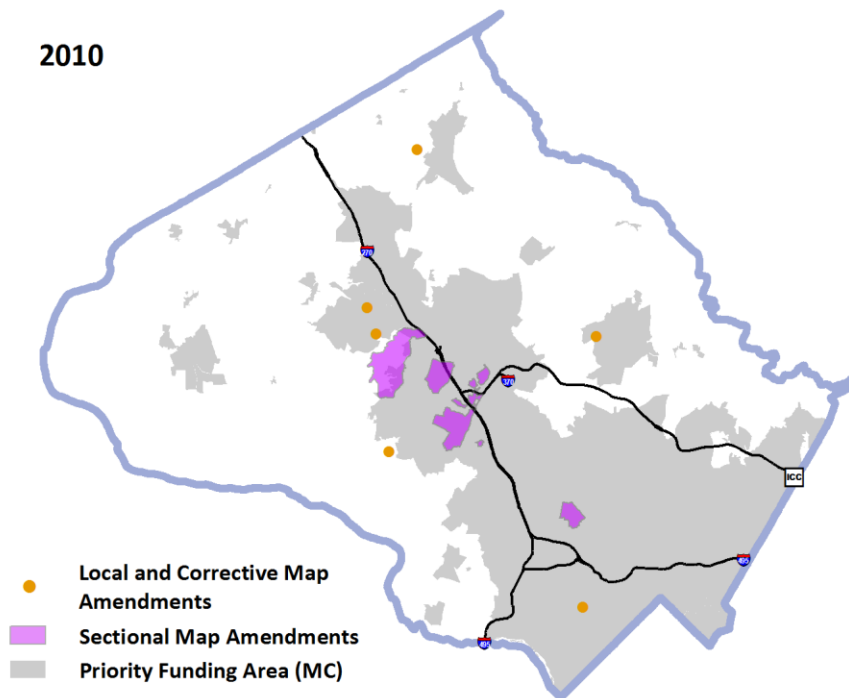 2010
270
370
ICC
495
495
Local and Corrective Map
Amendments
Sectional Map Amendments
Priority Funding Area (MC)